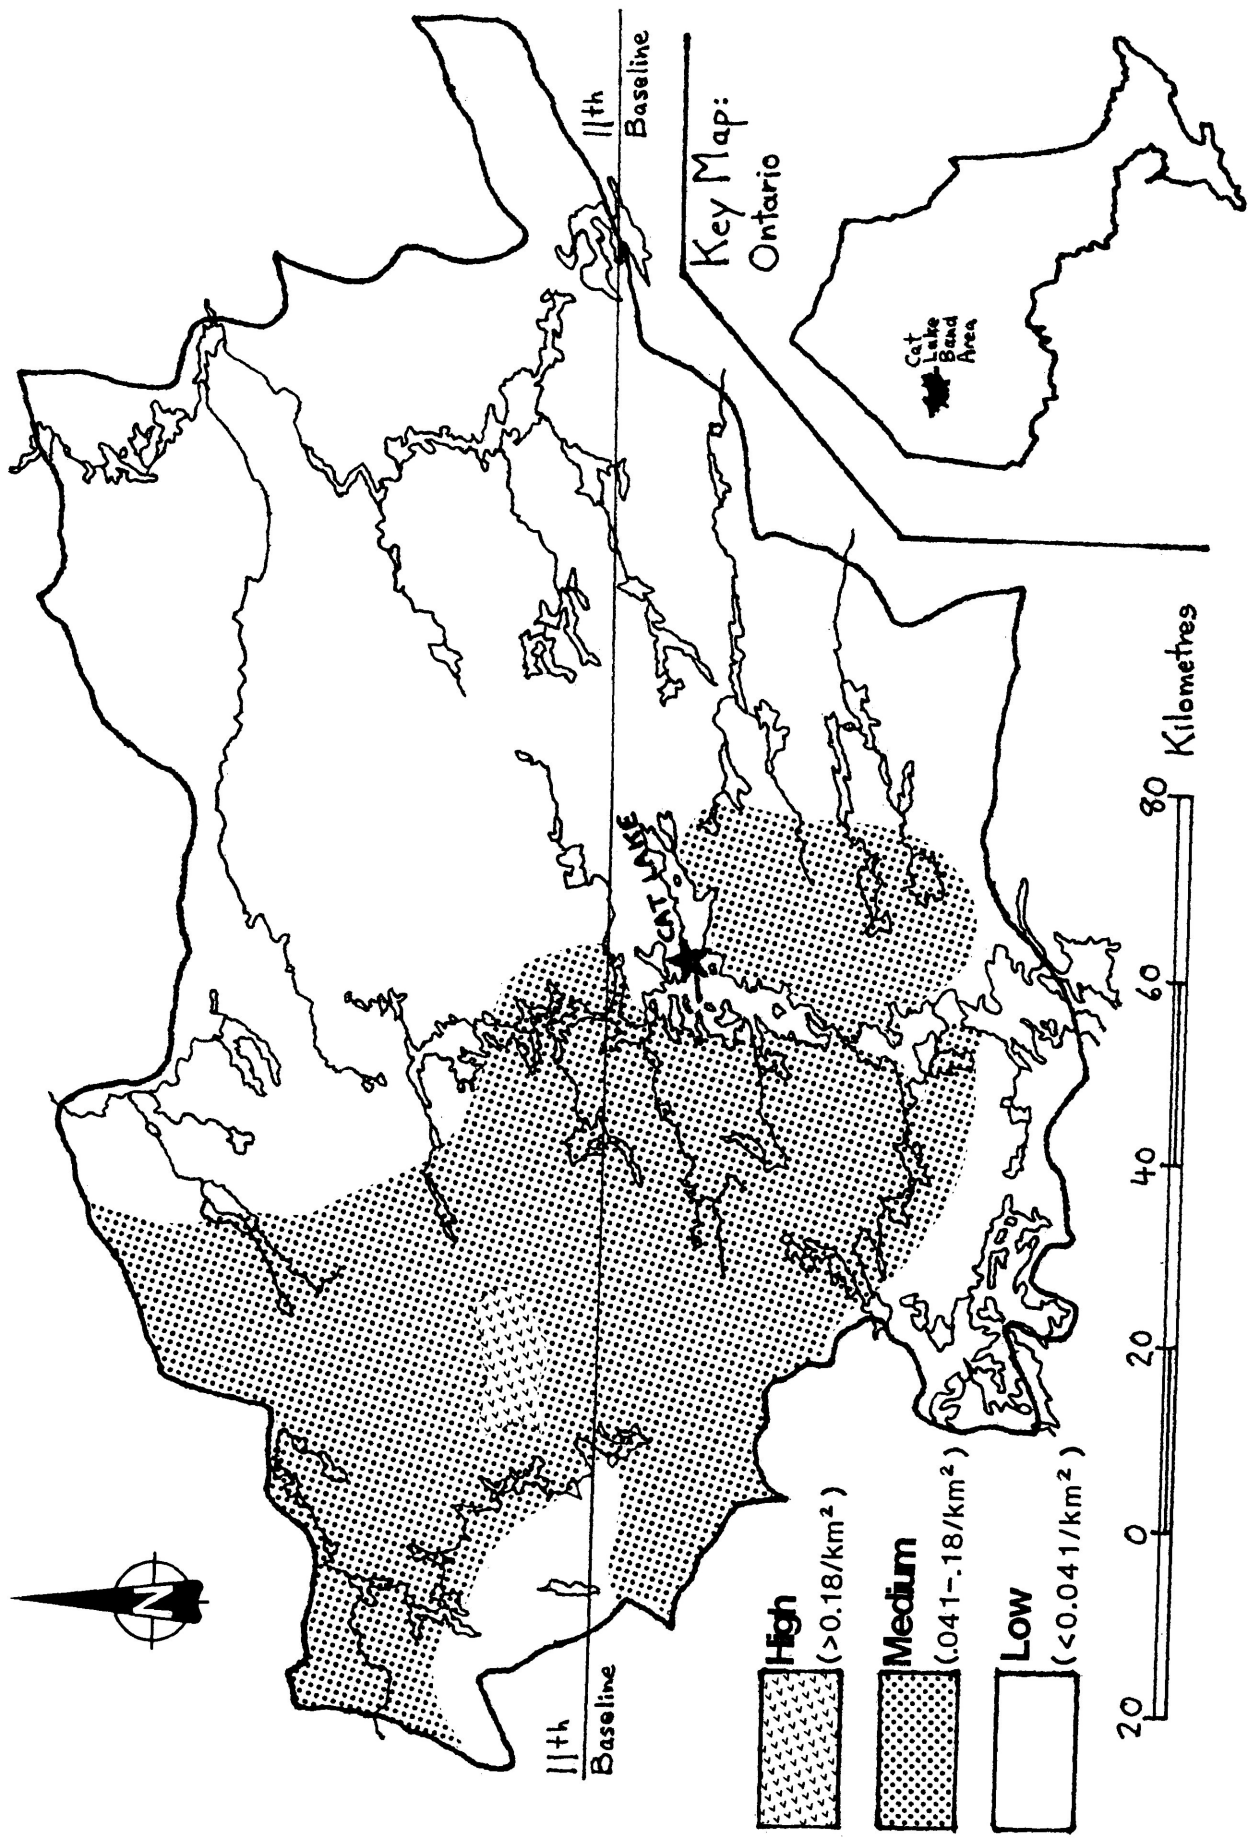 11th
Baseline
Key Map:
Ontario
Cat
Lake
Band
Area
CAT LAKE
N
11th
Baseline
High
(>0.18/km²)
Medium
(.041-.18/km²)
Low
(<0.041/km²)
20 0 20 40 60 80
Kilometres